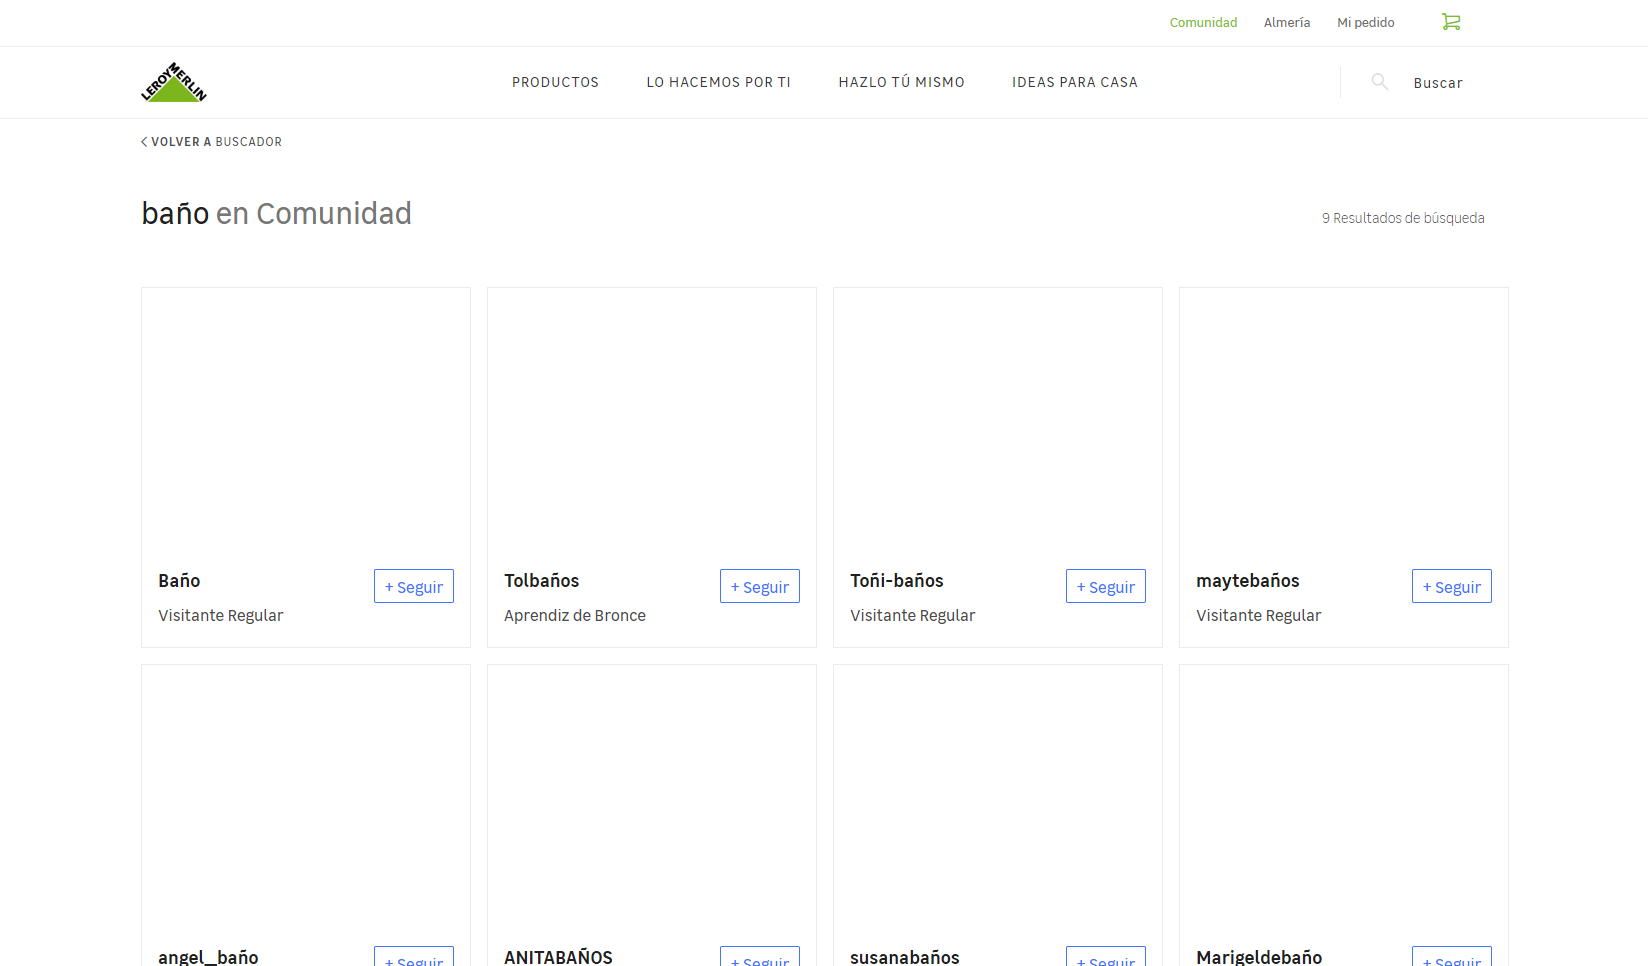 Comunidad Almería Mi pedido
LEROY MERLIN
PRODUCTOS LO HACEMOS POR TI HAZLO TÚ MISMO IDEAS PARA CASA Buscar
VOLVER A BUSCADOR
baño en Comunidad
9 Resultados de búsqueda
Baño + Seguir
Visitante Regular
Tolbaños + Seguir
Aprendiz de Bronce
Toñi-baños + Seguir
Visitante Regular
maytebaños + Seguir
Visitante Regular
angel_baño + Seguir
ANITABAÑOS + Seguir
susanabaños + Seguir
Marigeldebaño + Seguir